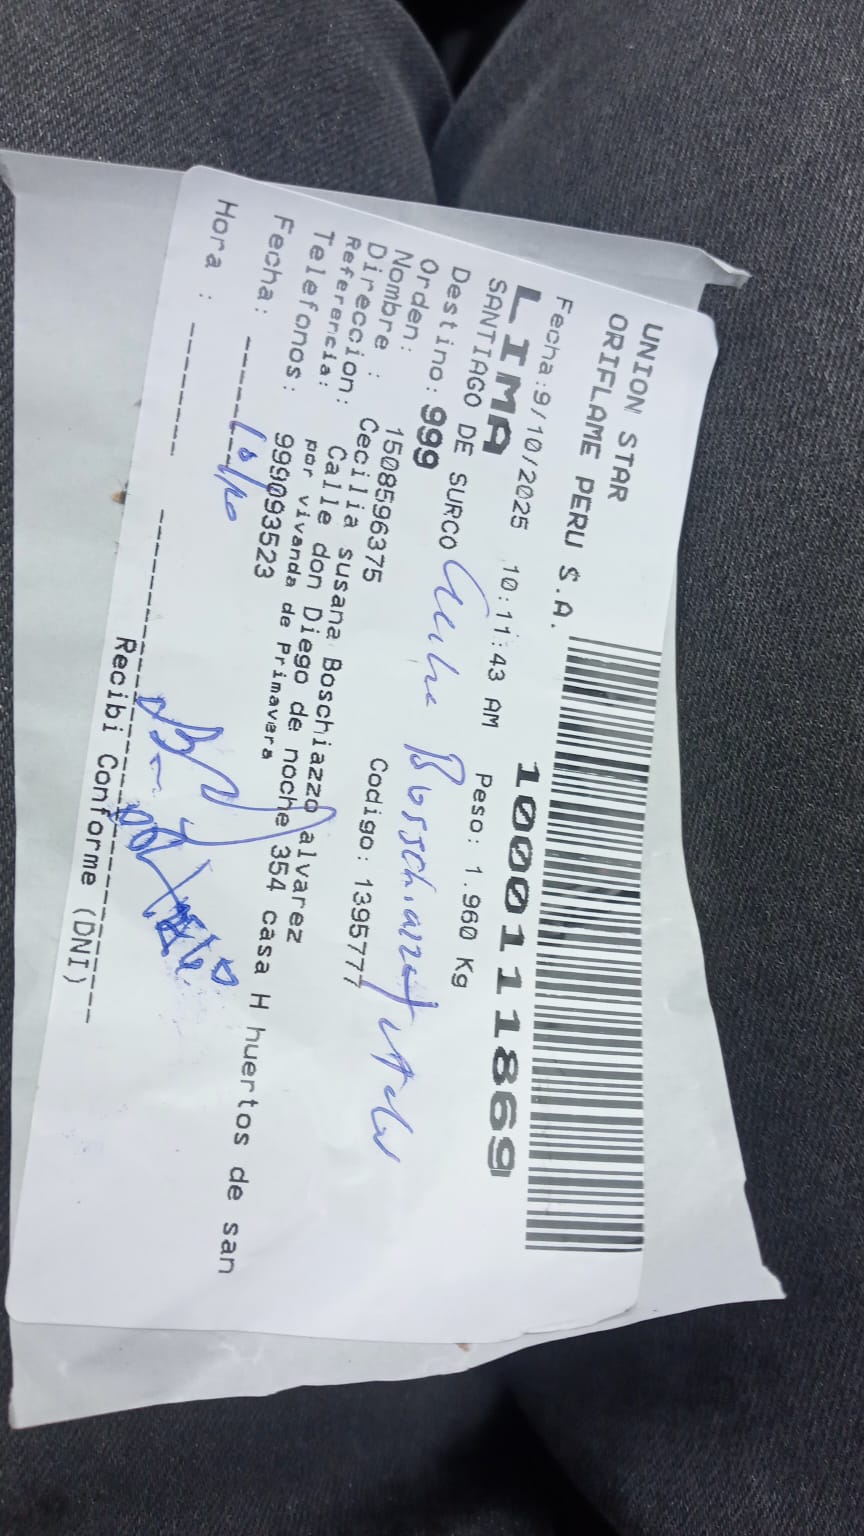 UNION STAR
ORIFLAME PERU S.A.
Fecha:9/10/2025 10:11:43 AM Peso: 1.960 Kg
1000111869
LIMA
SANTIAGO DE SURCO
Destino: 999
Orden: 1508596375 Codigo: 1395777
Nombre : Cecilia susana Boschiazzo alvarez
Direccion: Calle don Diego de noche 354 casa H huertos de san
Referencia: por vivanda de Primavara
Telefonos: 999093523
Fecha:
Hora :
Recibi Conforme (DNI)